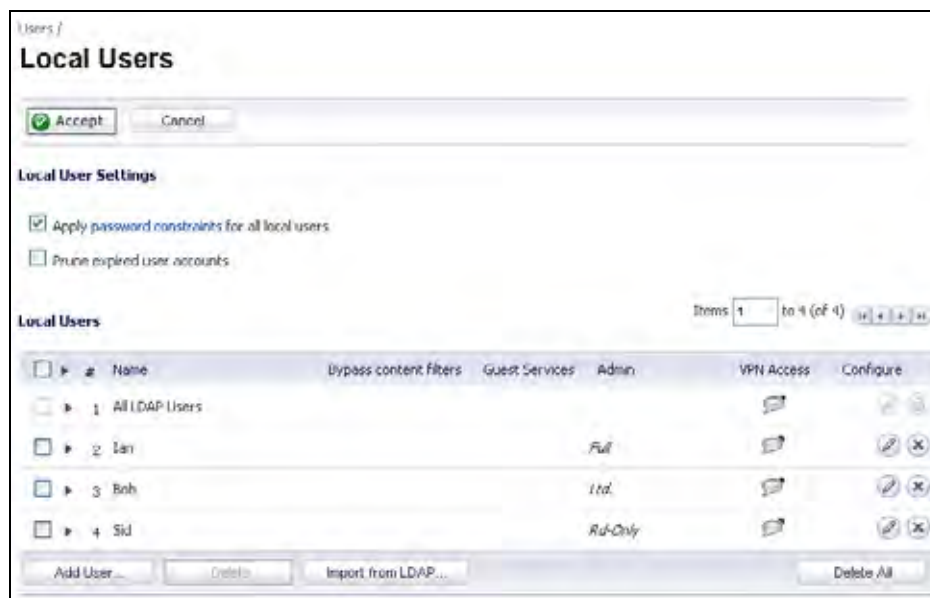 Users /
Local Users
Accept Cancel
Local User Settings
Apply password constraints for all local users
Prune expired user accounts
Local Users Items 1 to 4 (of 4)
# Name Bypass content filters Guest Services Admin VPN Access Configure
1 All LDAP Users
2 Ian Full
3 Bob Ltd.
4 Sid Rd-Only
Add User... Delete Import from LDAP... Delete All